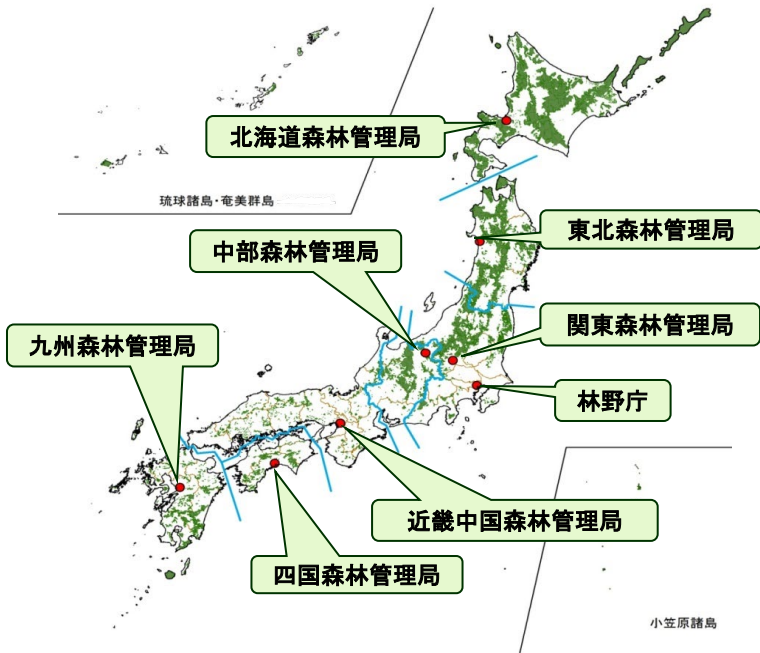 北海道森林管理局
琉球諸島・奄美群島
東北森林管理局
中部森林管理局
関東森林管理局
九州森林管理局
林野庁
近畿中国森林管理局
四国森林管理局
小笠原諸島